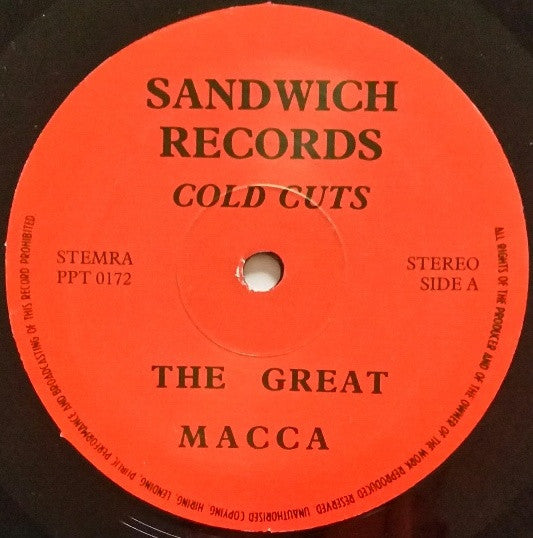 SANDWICH
RECORDS
COLD CUTS
STEMRA
PPT 0172
STEREO
SIDE A
THE GREAT
MACCA
ALL RIGHTS OF THE PRODUCER AND OF THE OWNER OF THE WORK REPRODUCED RESERVED UNAUTHORISED COPYING, HIRING, LENDING, PUBLIC PERFORMANCE AND BROADCASTING OF THIS RECORD PROHIBITED